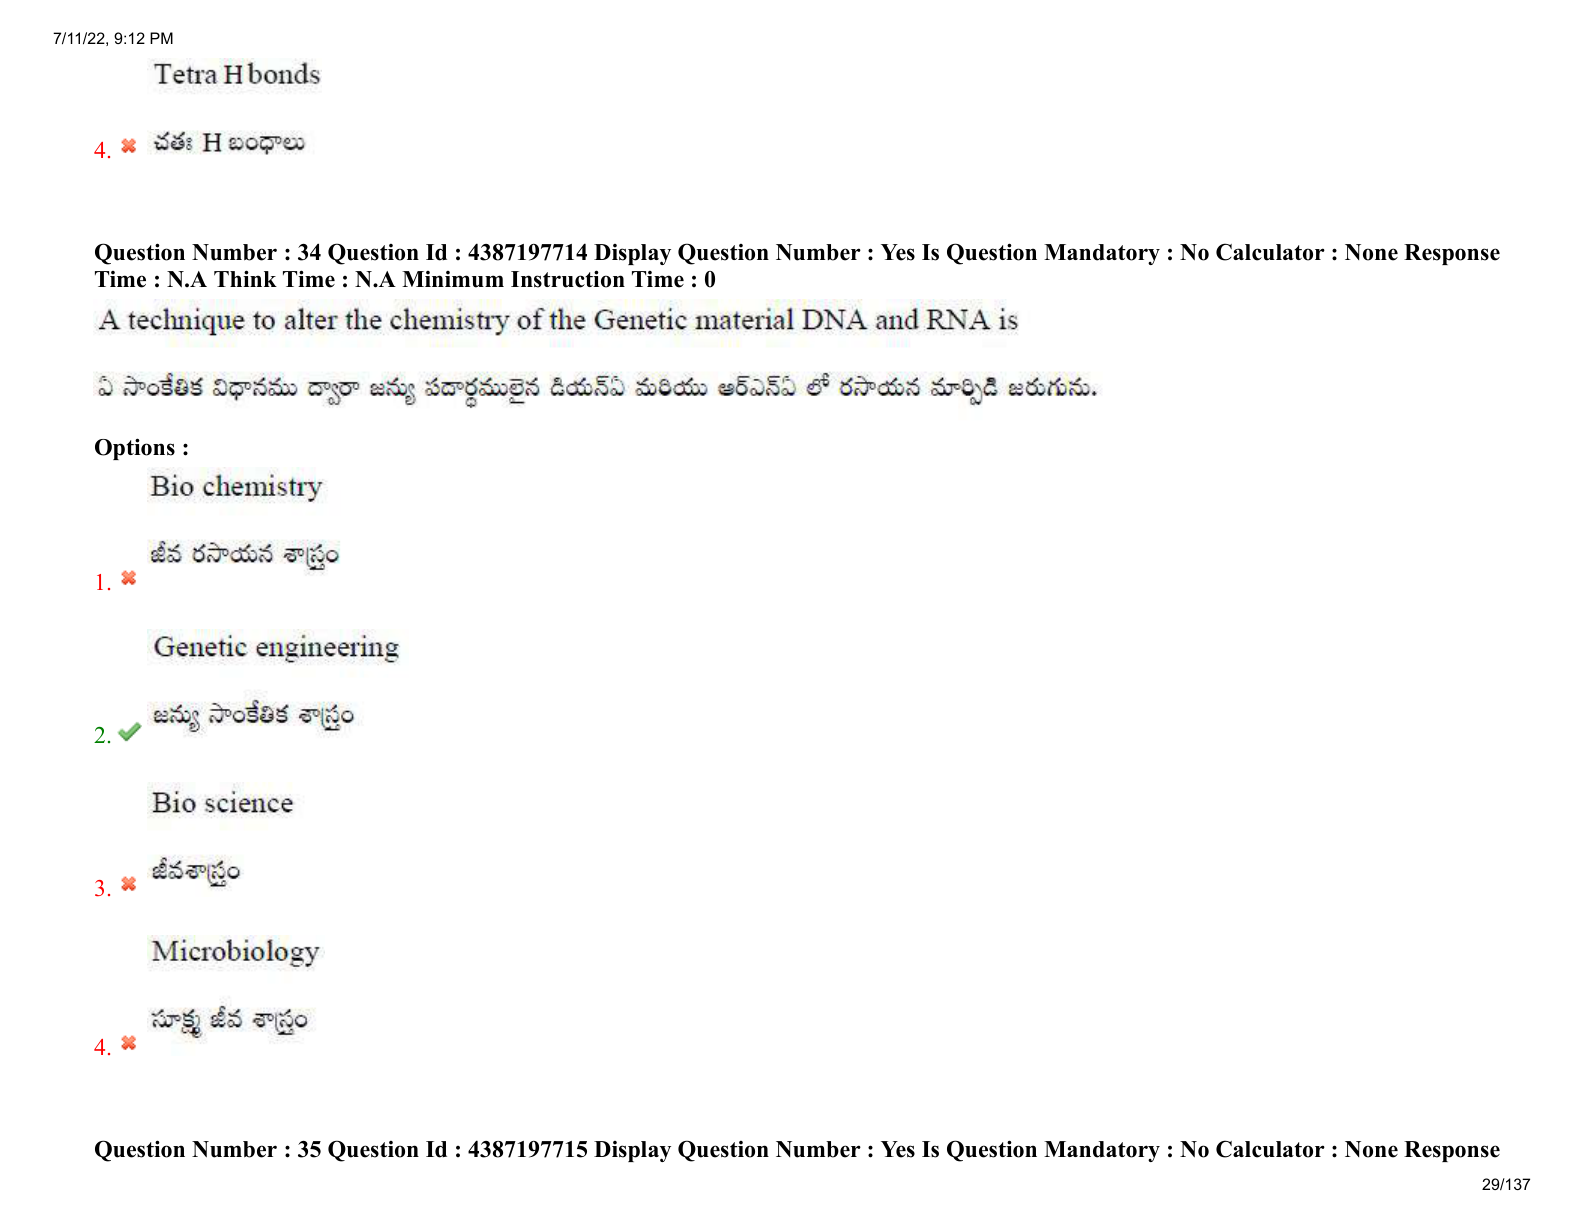 7/11/22, 9:12 PM
Tetra H bonds
4. చతః H బంధాలు
Question Number : 34 Question Id : 4387197714 Display Question Number : Yes Is Question Mandatory : No Calculator : None Response
Time : N.A Think Time : N.A Minimum Instruction Time : 0
A technique to alter the chemistry of the Genetic material DNA and RNA is
ఏ సాంకేతిక విధానము ద్వారా జన్యు పదార్థములైన డియన్ఏ మరియు ఆర్ఎన్ఏ లో రసాయన మార్పిడి జరుగును.
Options :
Bio chemistry
జీవ రసాయన శాస్త్రం
1.
Genetic engineering
జన్యు సాంకేతిక శాస్త్రం
2.
Bio science
జీవశాస్త్రం
3.
Microbiology
సూక్ష్మ జీవ శాస్త్రం
4.
Question Number : 35 Question Id : 4387197715 Display Question Number : Yes Is Question Mandatory : No Calculator : None Response
29/137